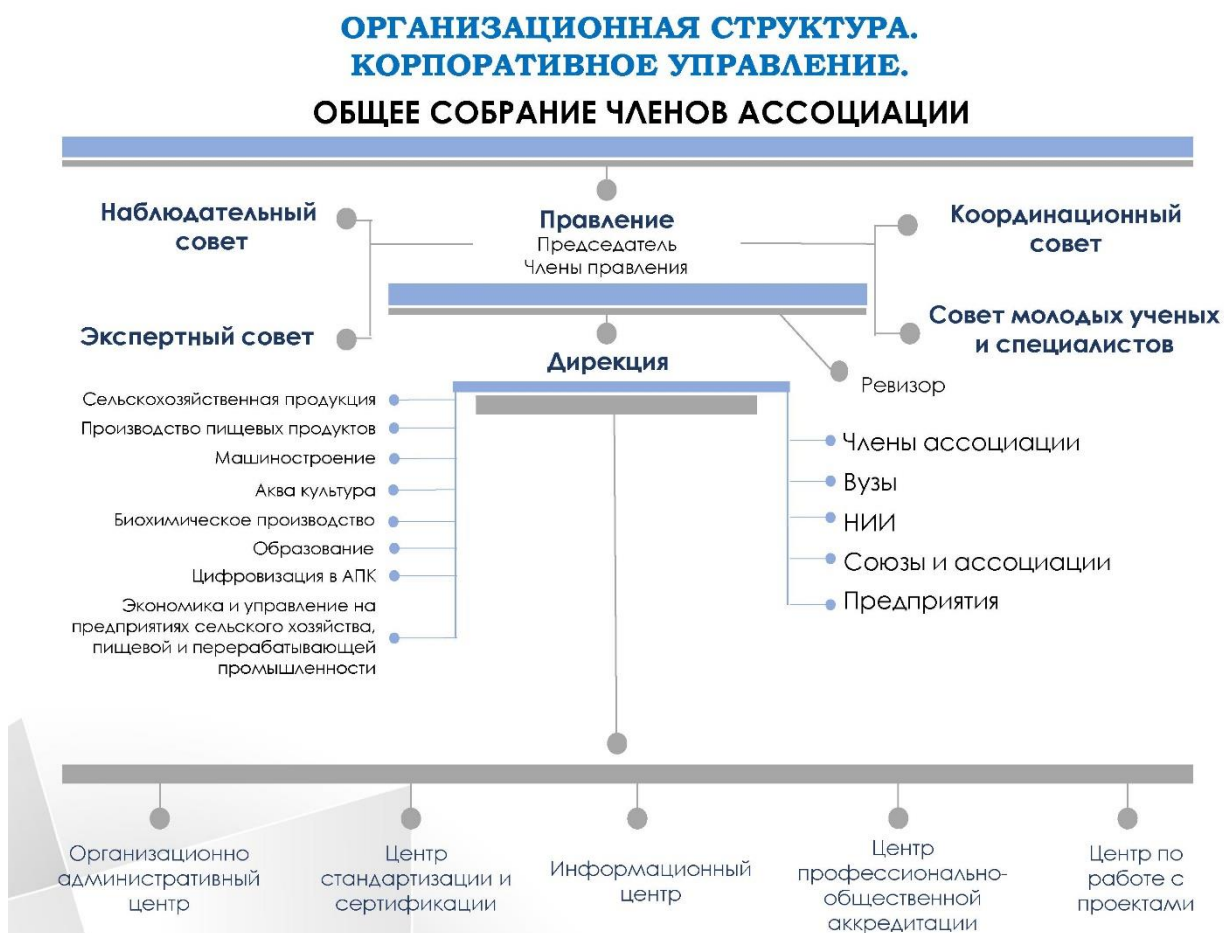 ОРГАНИЗАЦИОННАЯ СТРУКТУРА.
КОРПОРАТИВНОЕ УПРАВЛЕНИЕ.
ОБЩЕЕ СОБРАНИЕ ЧЛЕНОВ АССОЦИАЦИИ
Наблюдательный
совет
Правление
Председатель
Члены правления
Координационный
совет
Экспертный совет
Совет молодых ученых
и специалистов
Дирекция
Ревизор
Сельскохозяйственная продукция
Производство пищевых продуктов
Машиностроение
Аква культура
Биохимическое производство
Образование
Цифровизация в АПК
Экономика и управление на
предприятиях сельского хозяйства,
пищевой и перерабатывающей
промышленности
Члены ассоциации
Вузы
НИИ
Союзы и ассоциации
Предприятия
Организационно
административный
центр
Центр
стандартизации и
сертификации
Информационный
центр
Центр
профессионально-
общественной
аккредитации
Центр по
работе с
проектами